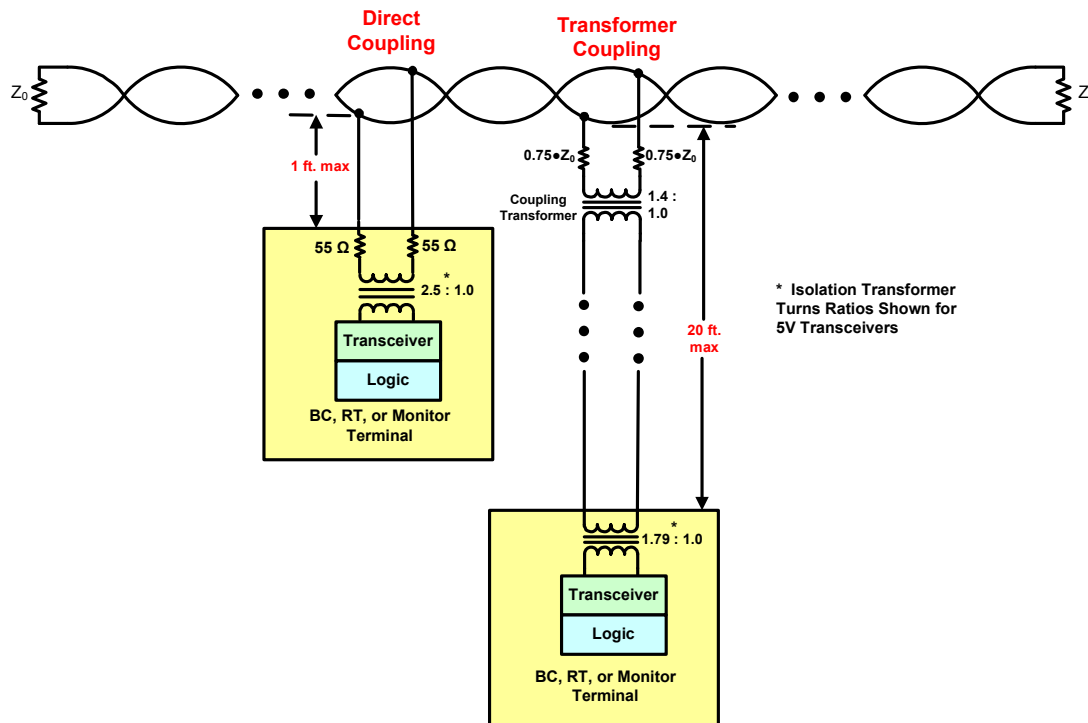 Direct
Coupling
Transformer
Coupling
Z₀
Z
1 ft. max
0.75●Z₀
0.75●Z₀
Coupling
Transformer
1.4 :
1.0
55 Ω
55 Ω
*
2.5 : 1.0
* Isolation Transformer
Turns Ratios Shown for
5V Transceivers
20 ft.
max
Transceiver
Logic
BC, RT, or Monitor
Terminal
*
1.79 : 1.0
Transceiver
Logic
BC, RT, or Monitor
Terminal